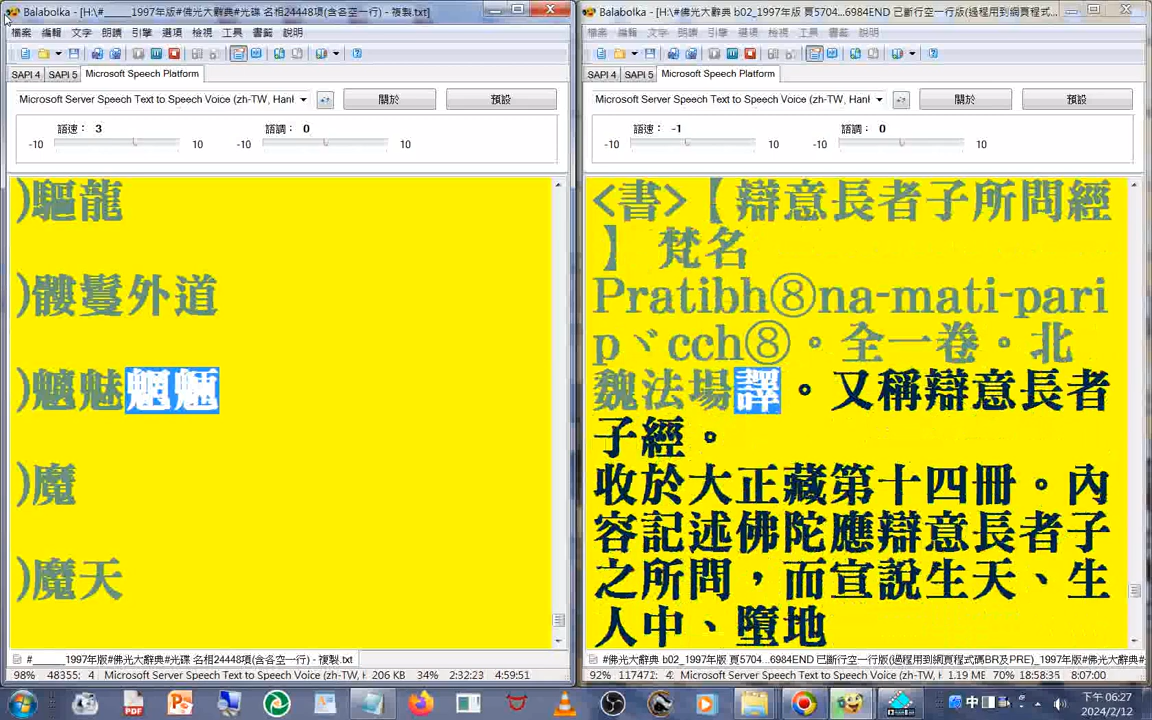 Balabolka - [H:\#_____1997年版#佛光大辭典#光碟 名相24448項(含各空一行) - 複製.txt]
檔案 編輯 文字 朗讀 引擎 選項 檢視 工具 書籤 說明
SAPI 4 SAPI 5 Microsoft Speech Platform
Microsoft Server Speech Text to Speech Voice (zh-TW, Hanl 關於 預設
語速： 3 語調： 0
-10 10 -10 10
)驅龍
)髏鬘外道
)魑魅魍魎
)魔
)魔天
#______1997年版#佛光大辭典#光碟 名相24448項(含各空一行) - 複製.txt
98% 48355: 4 Microsoft Server Speech Text to Speech Voice (zh-TW, H 206 KB 34% 2:32:23 4:59:51
Balabolka - [H:\#佛光大辭典 b02_1997年版 頁5704...6984END 已斷行空一行版(過程用到網頁程式...
檔案 編輯 文字 朗讀 引擎 選項 檢視 工具 書籤 說明
SAPI 4 SAPI 5 Microsoft Speech Platform
Microsoft Server Speech Text to Speech Voice (zh-TW, Hanl 關於 預設
語速： -1 語調： 0
-10 10 -10 10
<書>【辯意長者子所問經
】 梵名
Pratibh⑧na-mati-pari
pヾcch⑧。全一卷。北
魏法場譯。又稱辯意長者
子經。
收於大正藏第十四冊。內
容記述佛陀應辯意長者子
之所問，而宣說生天、生
人中、墮地
#佛光大辭典 b02_1997年版 頁5704...6984END 已斷行空一行版(過程用到網頁程式碼BR及PRE)_1997年版#佛光大辭典#
92% 117472: 4 Microsoft Server Speech Text to Speech Voice (zh-TW, H 1.19 MB 70% 18:58:35 8:07:00
中
下午 06:27
2024/2/12